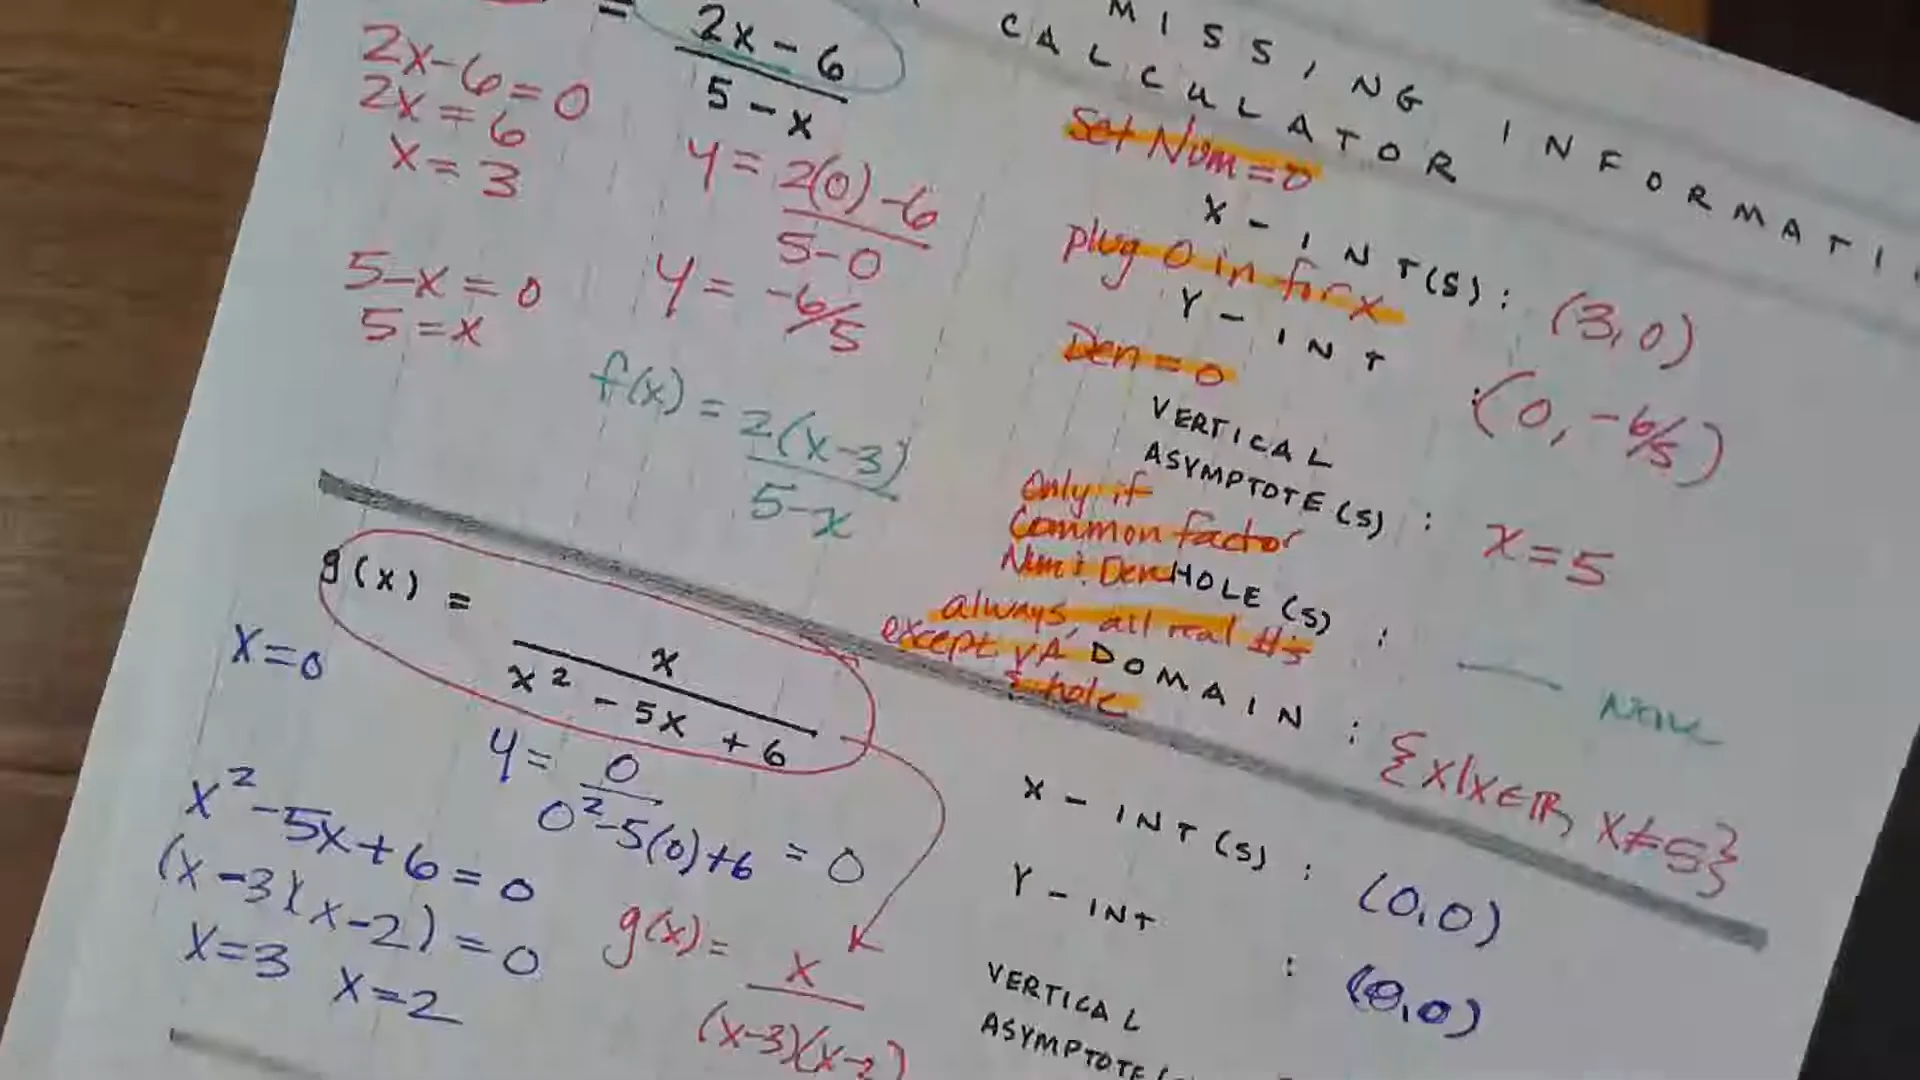 MISSING INFORMATI
CALCULATOR
= 2x - 6
5 - x
2x-6=0
2x=6
x=3
y = 2(0)-6
5-0
y = -6/5
5-x=0
5=x
f(x) = 2(x-3)
5-x
Set Num=0
X-INT(S): (3,0)
plug 0 in for x
Y-INT : (0, -6/5)
Den=0
VERTICAL
ASYMPTOTE(S): x=5
Only if
Common factor
Num & Den
HOLE(S): — None
always, all real #s
except VA
& hole
DOMAIN: {x|x∈ℝ, x≠5}
g(x) = x
x² - 5x + 6
x=0
y = 0
0²-5(0)+6 = 0
x²-5x+6=0
(x-3)(x-2)=0
x=3 x=2
g(x) = x
(x-3)(x-2)
X-INT(S): (0,0)
Y-INT : (0,0)
VERTICAL
ASYMPTOTE(